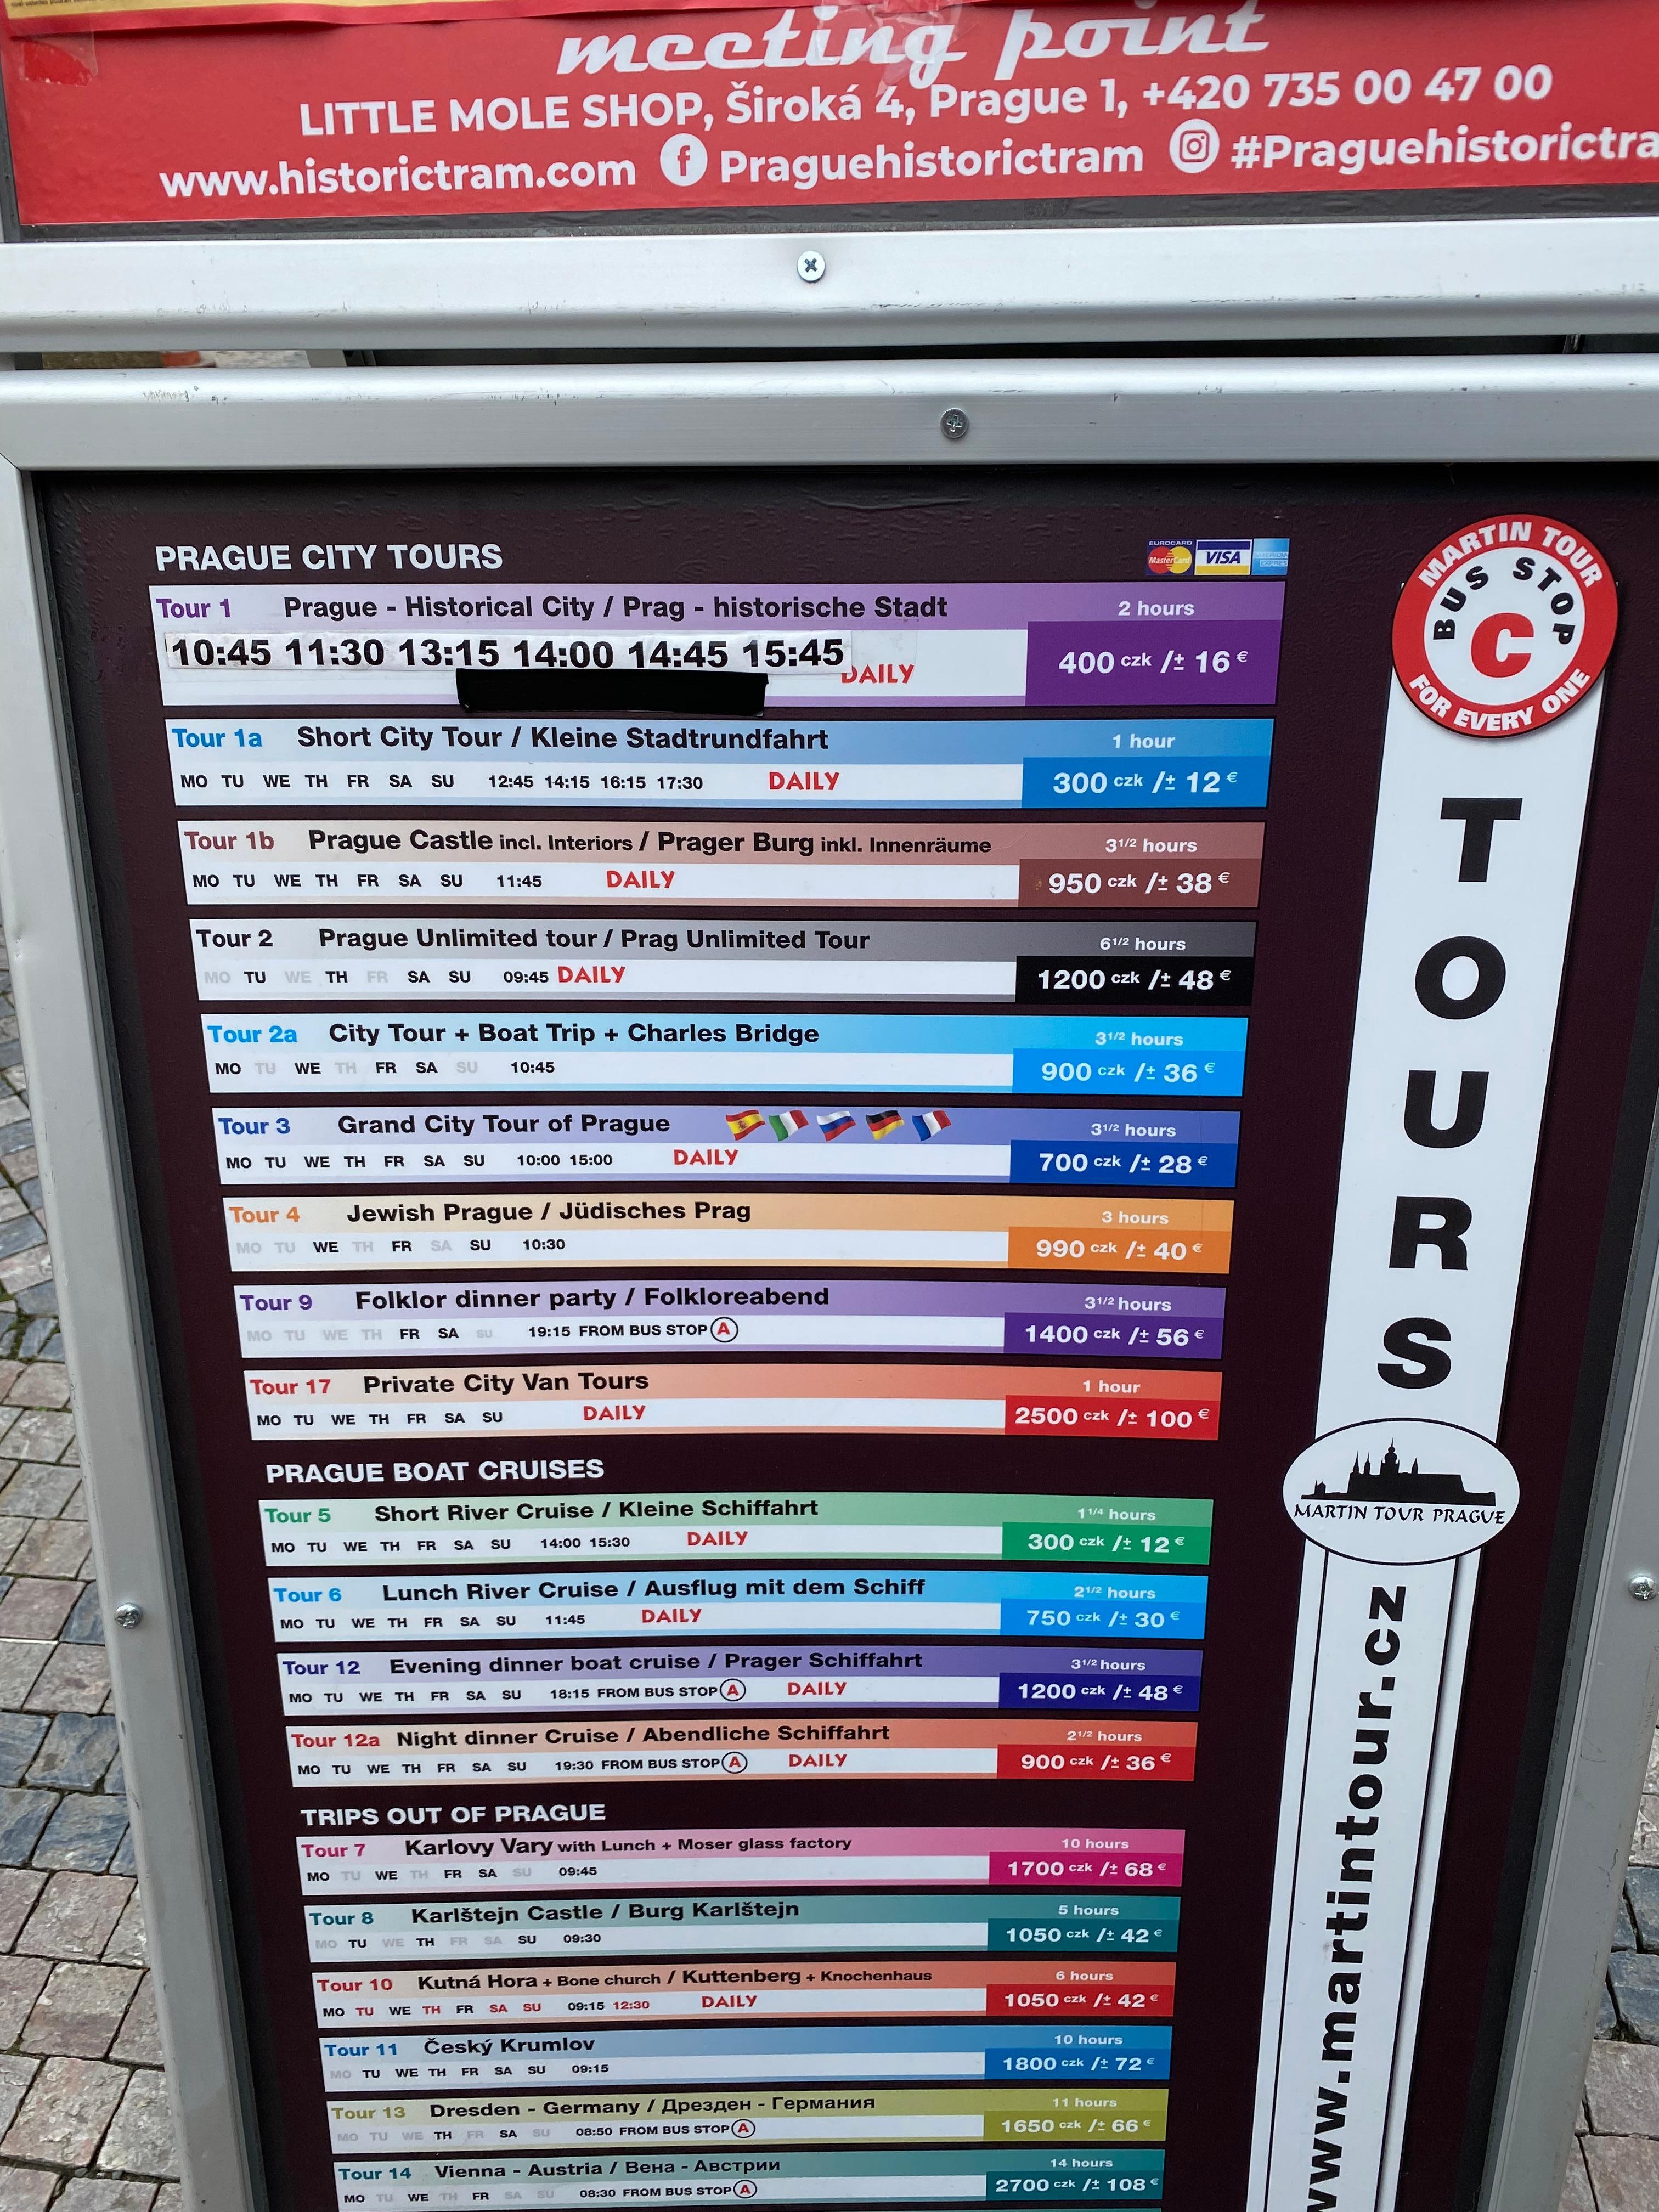 meeting point
LITTLE MOLE SHOP, Široká 4, Prague 1, +420 735 00 47 00
www.historictram.com Praguehistorictram #Praguehistorictra
PRAGUE CITY TOURS
EUROCARD MasterCard VISA
Tour 1 Prague - Historical City / Prag - historische Stadt 2 hours
10:45 11:30 13:15 14:00 14:45 15:45 DAILY 400 czk /± 16 €
Tour 1a Short City Tour / Kleine Stadtrundfahrt 1 hour
MO TU WE TH FR SA SU 12:45 14:15 16:15 17:30 DAILY 300 czk /± 12 €
Tour 1b Prague Castle incl. Interiors / Prager Burg inkl. Innenräume 3 1/2 hours
MO TU WE TH FR SA SU 11:45 DAILY 950 czk /± 38 €
Tour 2 Prague Unlimited tour / Prag Unlimited Tour 6 1/2 hours
MO TU WE TH FR SA SU 09:45 DAILY 1200 czk /± 48 €
Tour 2a City Tour + Boat Trip + Charles Bridge 3 1/2 hours
MO TU WE TH FR SA SU 10:45 900 czk /± 36 €
Tour 3 Grand City Tour of Prague 3 1/2 hours
MO TU WE TH FR SA SU 10:00 15:00 DAILY 700 czk /± 28 €
Tour 4 Jewish Prague / Jüdisches Prag 3 hours
MO TU WE TH FR SA SU 10:30 990 czk /± 40 €
Tour 9 Folklor dinner party / Folkloreabend 3 1/2 hours
MO TU WE TH FR SA SU 19:15 FROM BUS STOP A 1400 czk /± 56 €
Tour 17 Private City Van Tours 1 hour
MO TU WE TH FR SA SU DAILY 2500 czk /± 100 €
PRAGUE BOAT CRUISES
Tour 5 Short River Cruise / Kleine Schiffahrt 1 1/4 hours
MO TU WE TH FR SA SU 14:00 15:30 DAILY 300 czk /± 12 €
Tour 6 Lunch River Cruise / Ausflug mit dem Schiff 2 1/2 hours
MO TU WE TH FR SA SU 11:45 DAILY 750 czk /± 30 €
Tour 12 Evening dinner boat cruise / Prager Schiffahrt 3 1/2 hours
MO TU WE TH FR SA SU 18:15 FROM BUS STOP A DAILY 1200 czk /± 48 €
Tour 12a Night dinner Cruise / Abendliche Schiffahrt 2 1/2 hours
MO TU WE TH FR SA SU 19:30 FROM BUS STOP A DAILY 900 czk /± 36 €
TRIPS OUT OF PRAGUE
Tour 7 Karlovy Vary with Lunch + Moser glass factory 10 hours
MO TU WE TH FR SA SU 09:45 1700 czk /± 68 €
Tour 8 Karlštejn Castle / Burg Karlštejn 5 hours
MO TU WE TH FR SA SU 09:30 1050 czk /± 42 €
Tour 10 Kutná Hora + Bone church / Kuttenberg + Knochenhaus 6 hours
MO TU WE TH FR SA SU 09:15 12:30 DAILY 1050 czk /± 42 €
Tour 11 Český Krumlov 10 hours
MO TU WE TH FR SA SU 09:15 1800 czk /± 72 €
Tour 13 Dresden - Germany / Дрезден - Германия 11 hours
MO TU WE TH FR SA SU 08:50 FROM BUS STOP A 1650 czk /± 66 €
Tour 14 Vienna - Austria / Вена - Австрии 14 hours
MO TU WE TH FR SA SU 08:30 FROM BUS STOP A 2700 czk /± 108 €
MARTIN TOUR
BUS STOP
C
FOR EVERY ONE
TOURS
MARTIN TOUR PRAGUE
www.martintour.cz